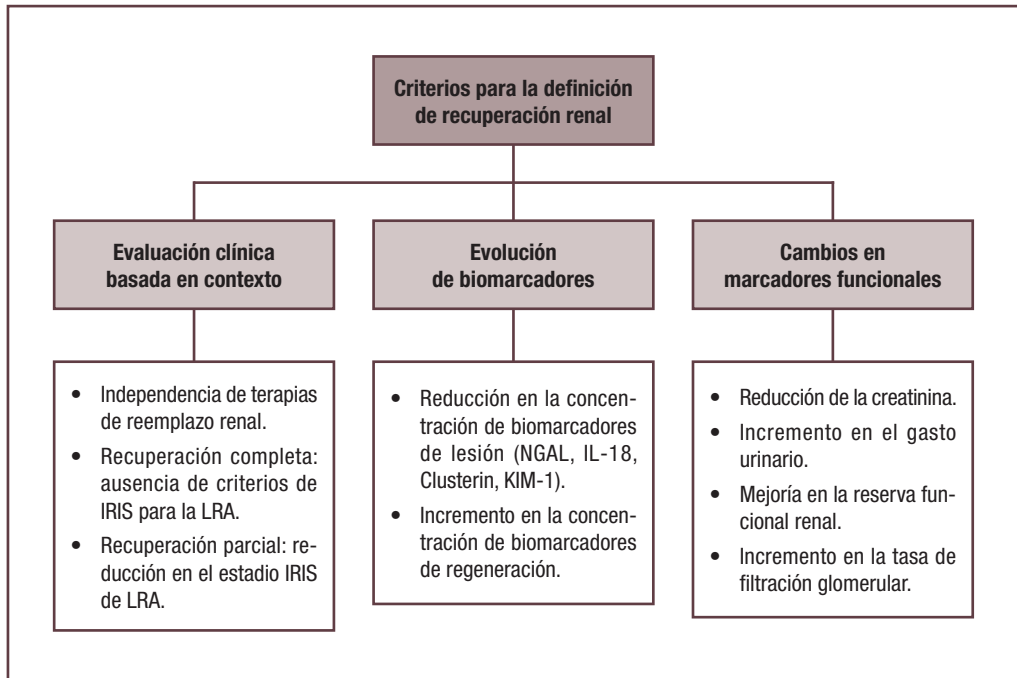 Criterios para la definición
de recuperación renal
Evaluación clínica
basada en contexto
• Independencia de terapias
de reemplazo renal.
• Recuperación completa:
ausencia de criterios de
IRIS para la LRA.
• Recuperación parcial: re-
ducción en el estadio IRIS
de LRA.
Evolución
de biomarcadores
• Reducción en la concen-
tración de biomarcadores
de lesión (NGAL, IL-18,
Clusterin, KIM-1).
• Incremento en la concen-
tración de biomarcadores
de regeneración.
Cambios en
marcadores funcionales
• Reducción de la creatinina.
• Incremento en el gasto
urinario.
• Mejoría en la reserva fun-
cional renal.
• Incremento en la tasa de
filtración glomerular.